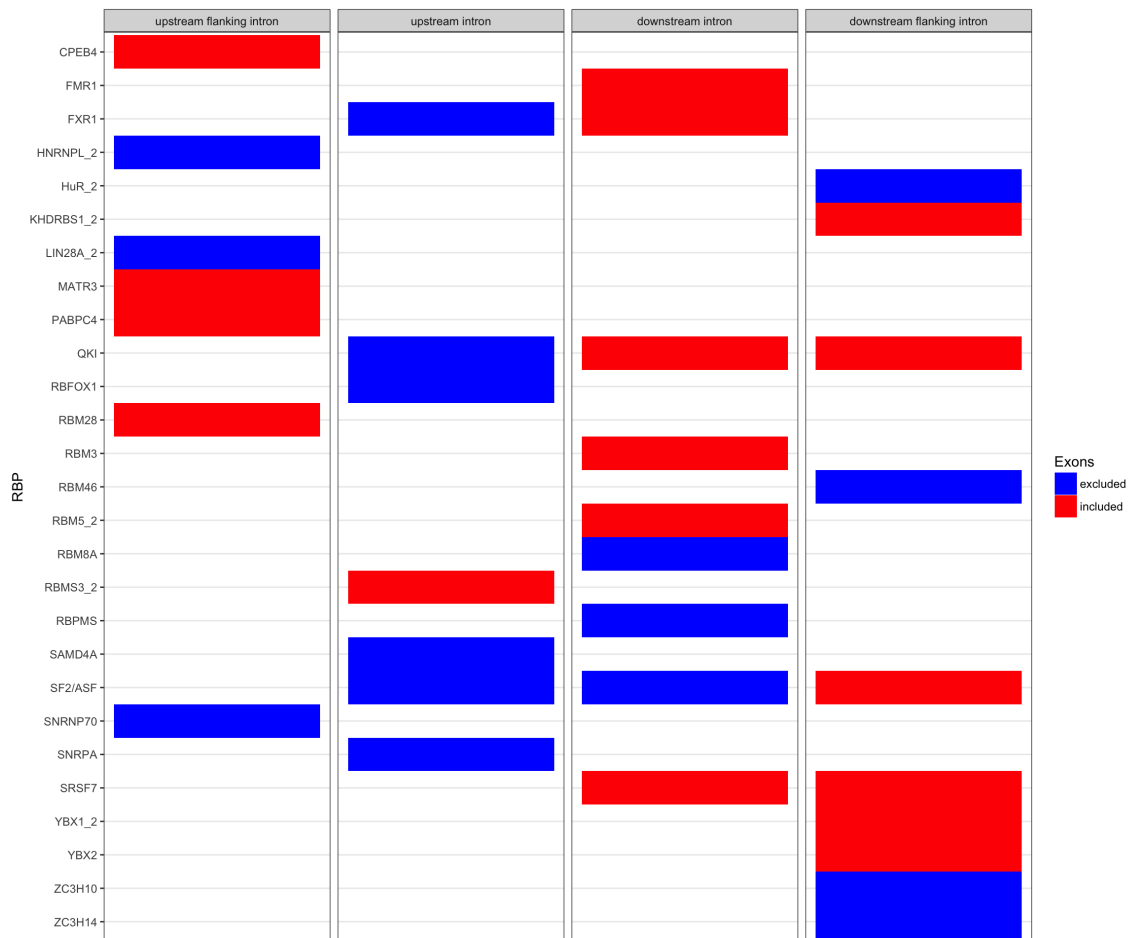 upstream flanking intron
upstream intron
downstream intron
downstream flanking intron
CPEB4
FMR1
FXR1
HNRNPL_2
HuR_2
KHDRBS1_2
LIN28A_2
MATR3
PABPC4
QKI
RBFOX1
RBM28
RBM3
RBM46
RBM5_2
RBM8A
RBMS3_2
RBPMS
SAMD4A
SF2/ASF
SNRNP70
SNRPA
SRSF7
YBX1_2
YBX2
ZC3H10
ZC3H14
RBP
Exons
excluded
included